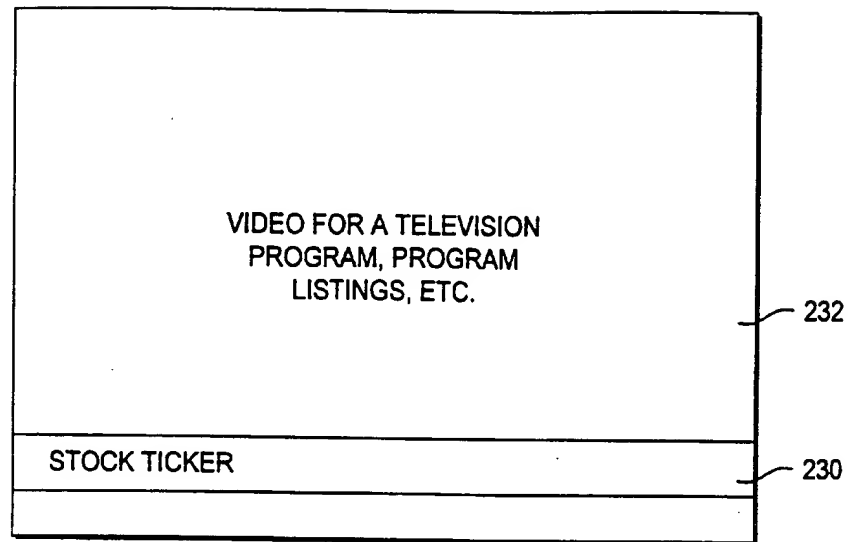 VIDEO FOR A TELEVISION
PROGRAM, PROGRAM
LISTINGS, ETC.
232
STOCK TICKER
230